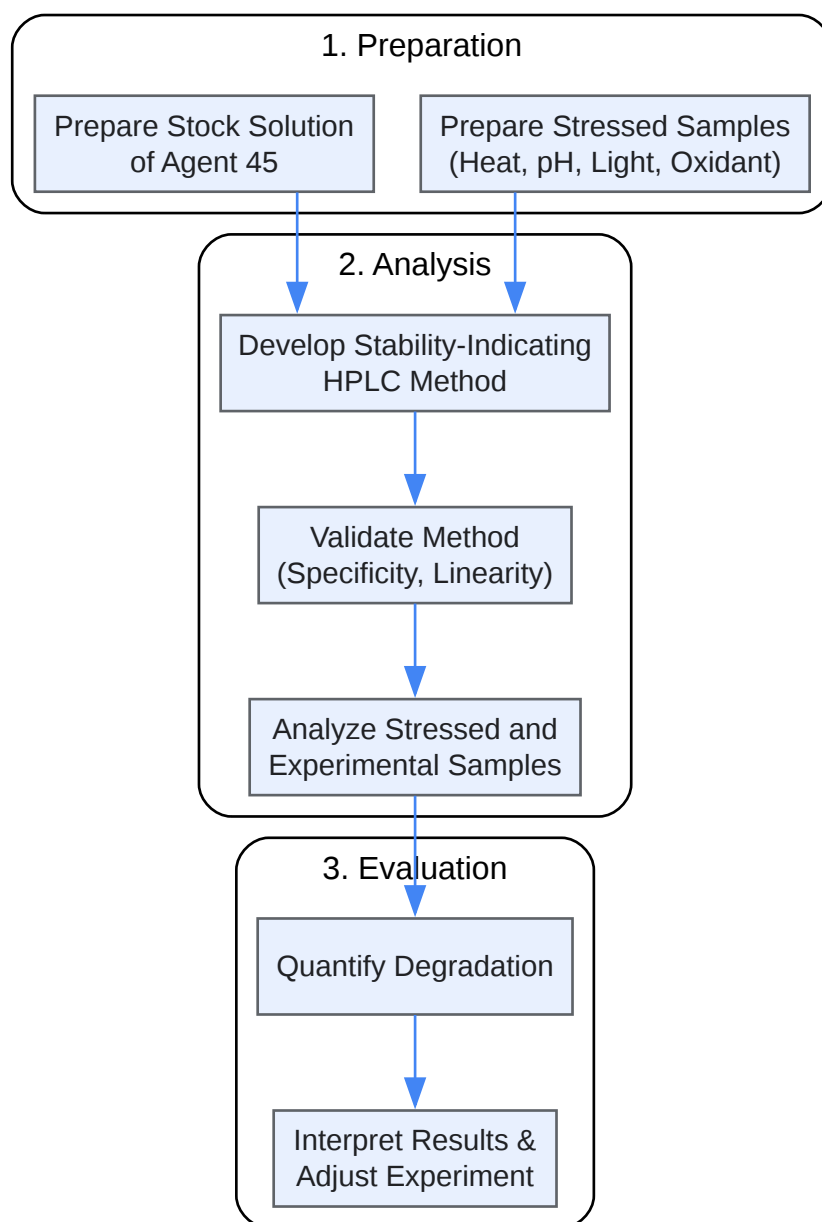 1. Preparation
Prepare Stock Solution
of Agent 45
Prepare Stressed Samples
(Heat, pH, Light, Oxidant)
2. Analysis
Develop Stability-Indicating
HPLC Method
Validate Method
(Specificity, Linearity)
Analyze Stressed and
Experimental Samples
3. Evaluation
Quantify Degradation
Interpret Results &
Adjust Experiment